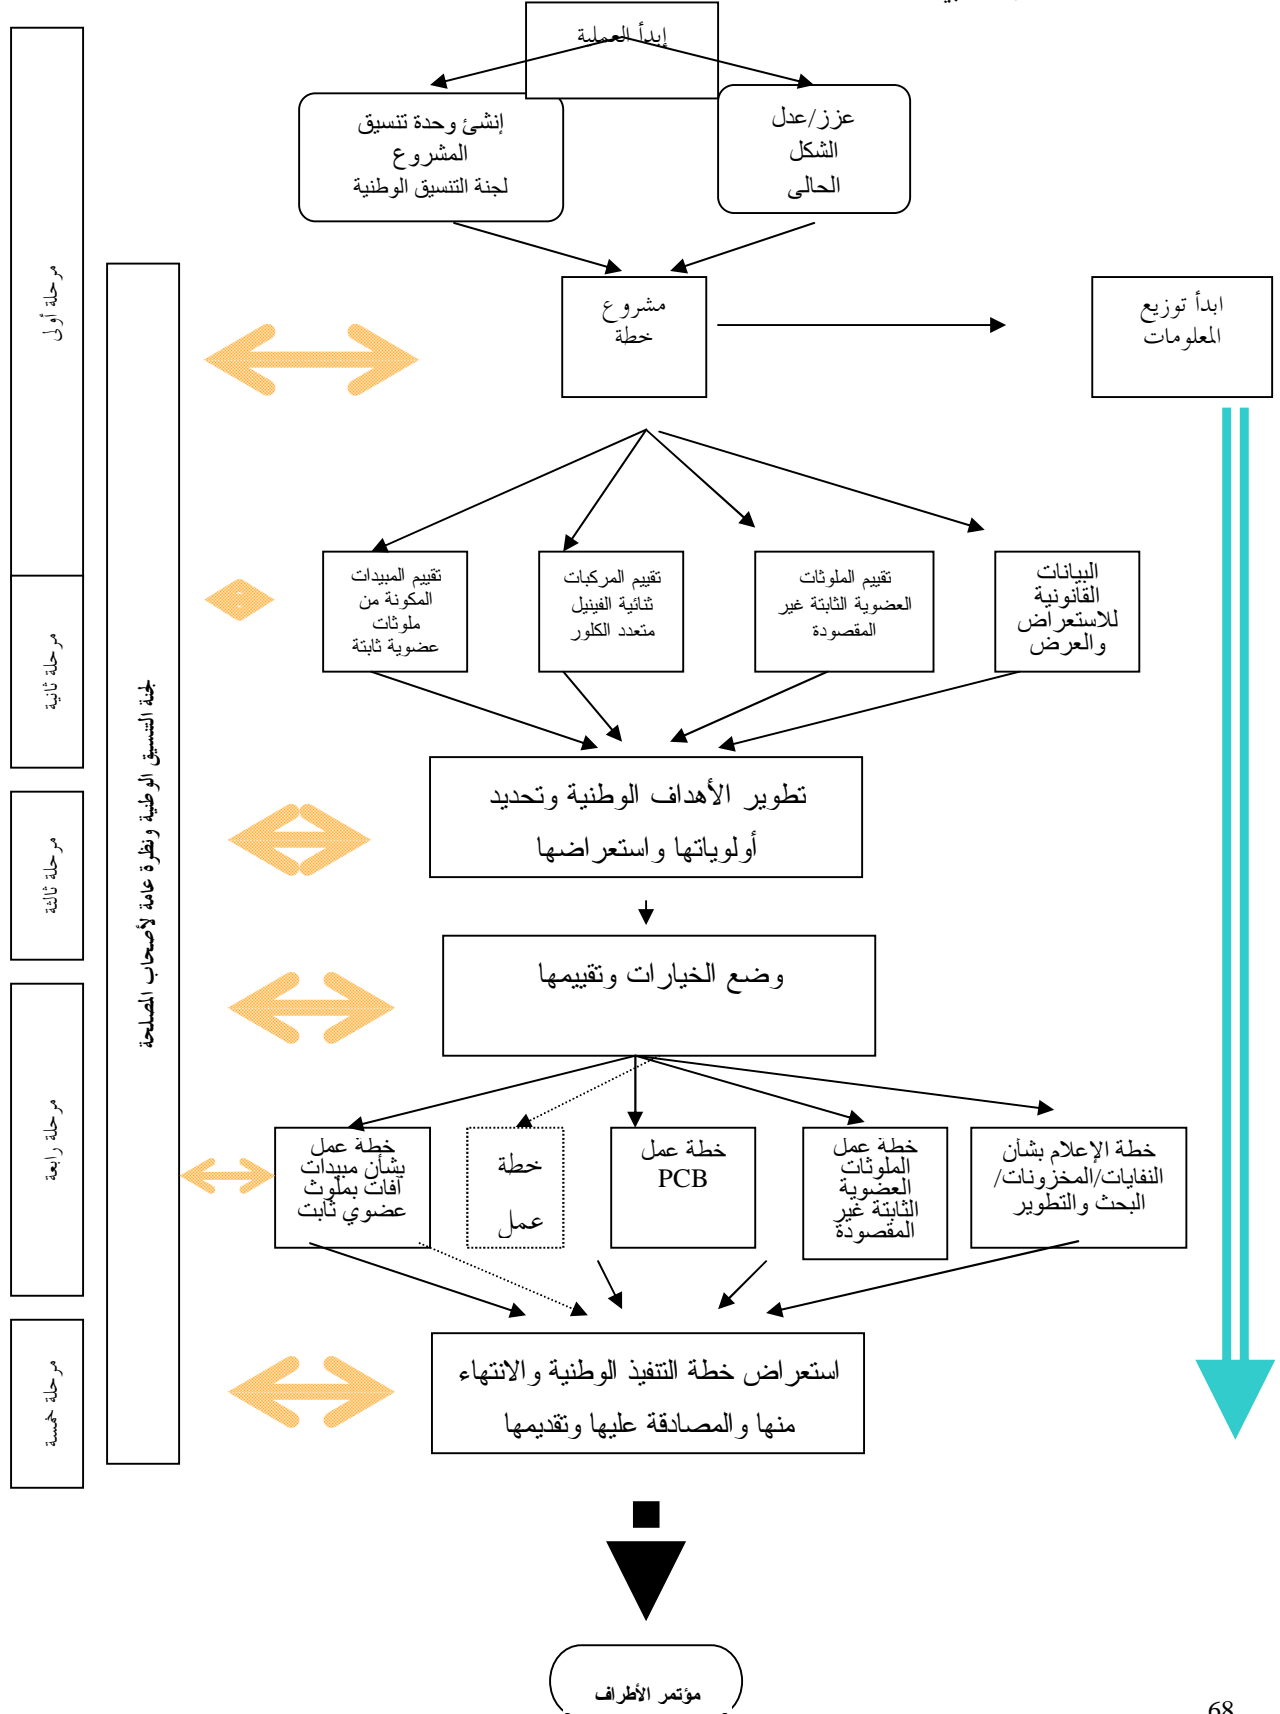 إبدأ العملية
إنشئ وحدة تنسيق
المشروع
لجنة التنسيق الوطنية
عزز/عدل
الشكل
الحالى
مشروع
خطة
ابدأ توزيع
المعلومات
تقييم المبيدات
المكونة من
ملوثات
عضوية ثابتة
تقييم المركبات
ثنائية الفينيل
متعدد الكلور
تقييم الملوثات
العضوية الثابتة غير
المقصودة
البيانات
القانونية
للاستعراض
والعرض
تطوير الأهداف الوطنية وتحديد
أولوياتها واستعراضها
وضع الخيارات وتقييمها
خطة عمل
بشأن مبيدات
آفات بملوث
عضوي ثابت
خطة
عمل
خطة عمل
PCB
خطة عمل
الملوثات
العضوية
الثابتة غير
المقصودة
خطة الإعلام بشأن
النفايات/المخزونات/
البحث والتطوير
استعراض خطة التنفيذ الوطنية والانتهاء
منها والمصادقة عليها وتقديمها
مؤتمر الأطراف
مرحلة أولى
مرحلة ثانية
مرحلة ثالثة
مرحلة رابعة
مرحلة خمسة
لجنة التنسيق الوطنية ونظرة عامة لأصحاب المصلحة
68